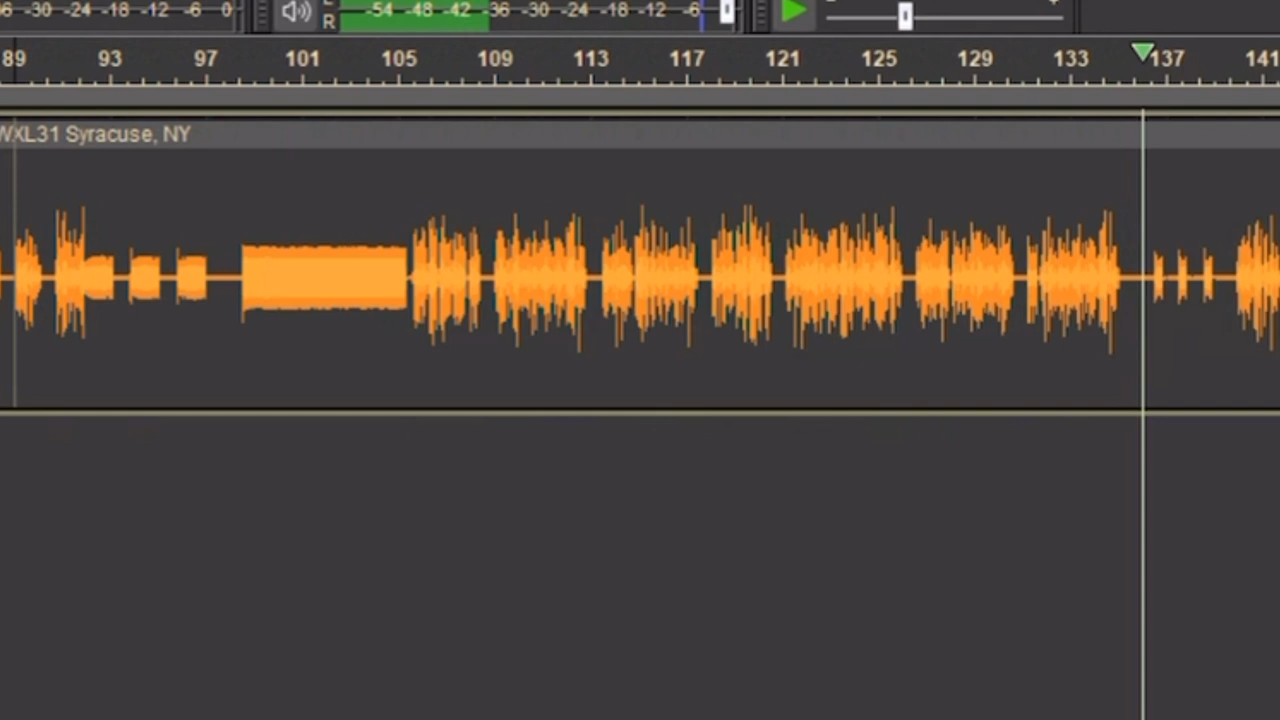 -30 -24 -18 -12 -6 0
R -54 -48 -42 -36 -30 -24 -18 -12 -6
89 93 97 101 105 109 113 117 121 125 129 133 137 141
WXL31 Syracuse, NY